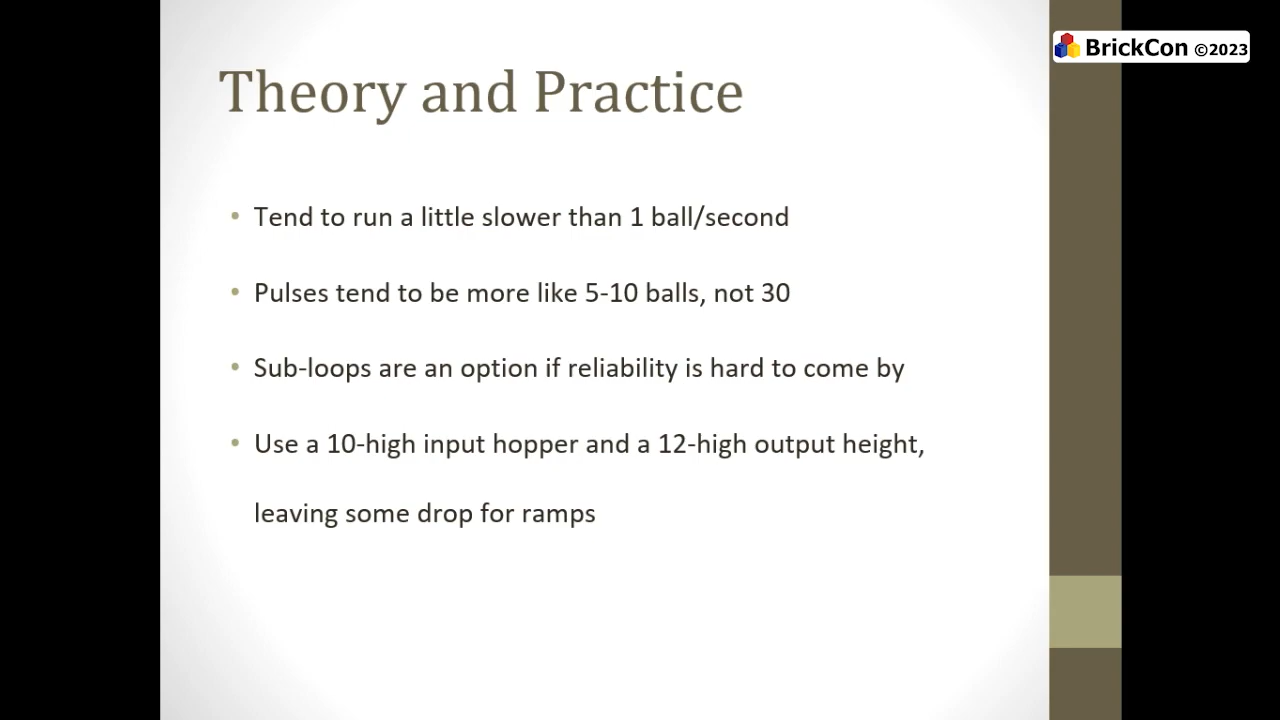 BrickCon ©2023
Theory and Practice
• Tend to run a little slower than 1 ball/second
• Pulses tend to be more like 5-10 balls, not 30
• Sub-loops are an option if reliability is hard to come by
• Use a 10-high input hopper and a 12-high output height,
leaving some drop for ramps